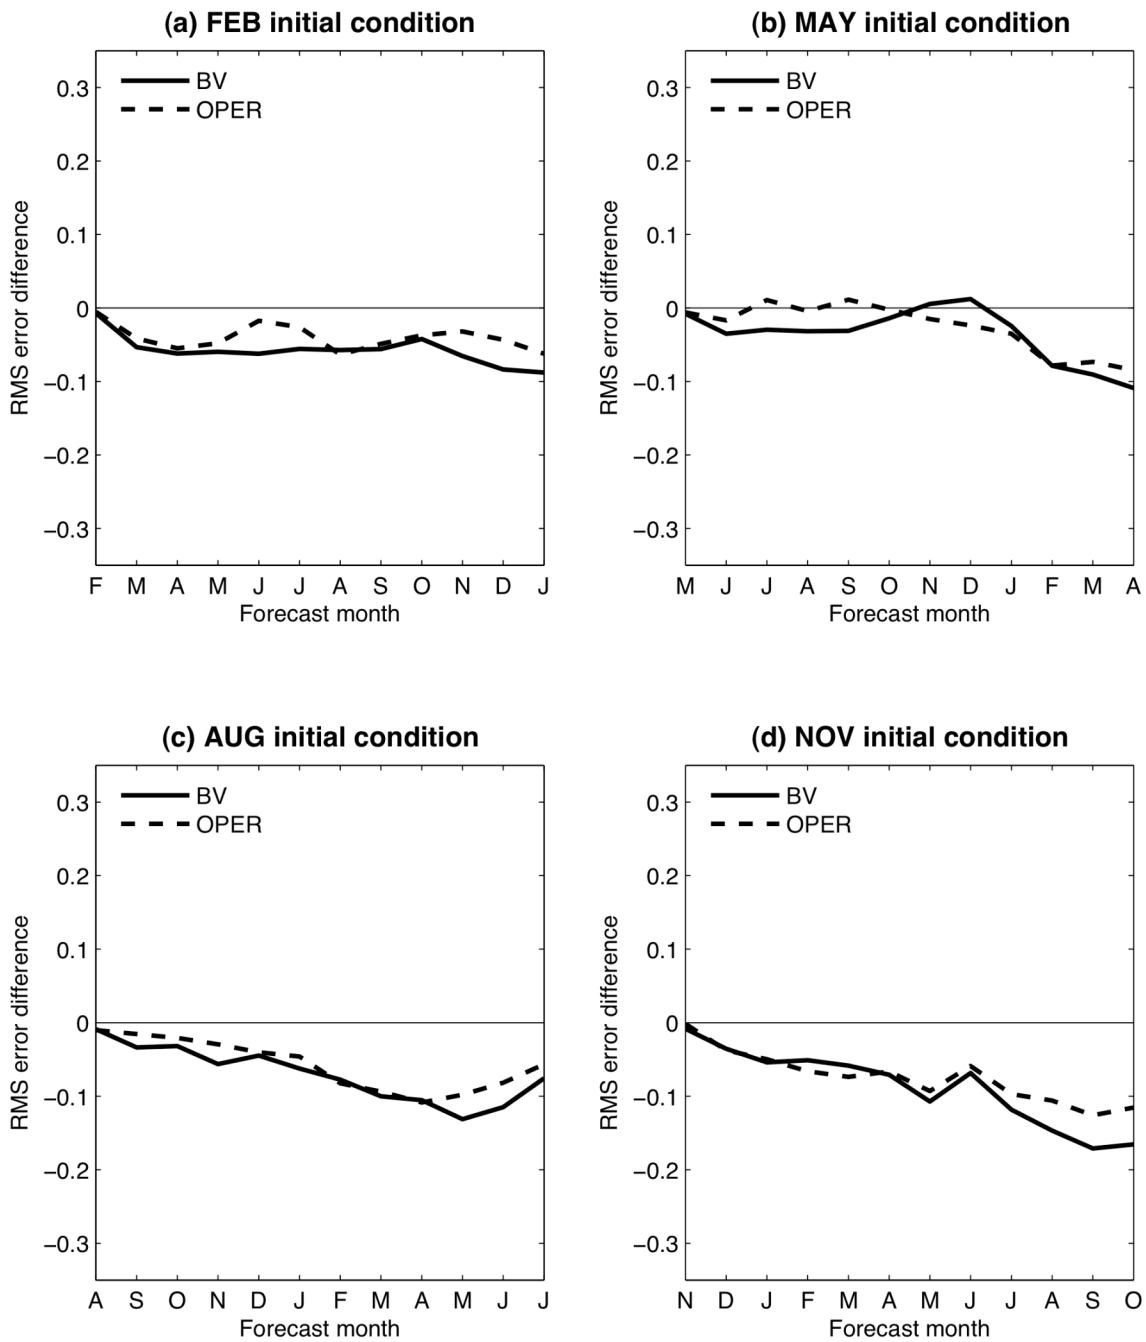 (a) FEB initial condition
BV
OPER
0.3
0.2
0.1
0
−0.1
−0.2
−0.3
RMS error difference
F M A M J J A S O N D J
Forecast month
(b) MAY initial condition
BV
OPER
0.3
0.2
0.1
0
−0.1
−0.2
−0.3
RMS error difference
M J J A S O N D J F M A
Forecast month
(c) AUG initial condition
BV
OPER
0.3
0.2
0.1
0
−0.1
−0.2
−0.3
RMS error difference
A S O N D J F M A M J J
Forecast month
(d) NOV initial condition
BV
OPER
0.3
0.2
0.1
0
−0.1
−0.2
−0.3
RMS error difference
N D J F M A M J J A S O
Forecast month